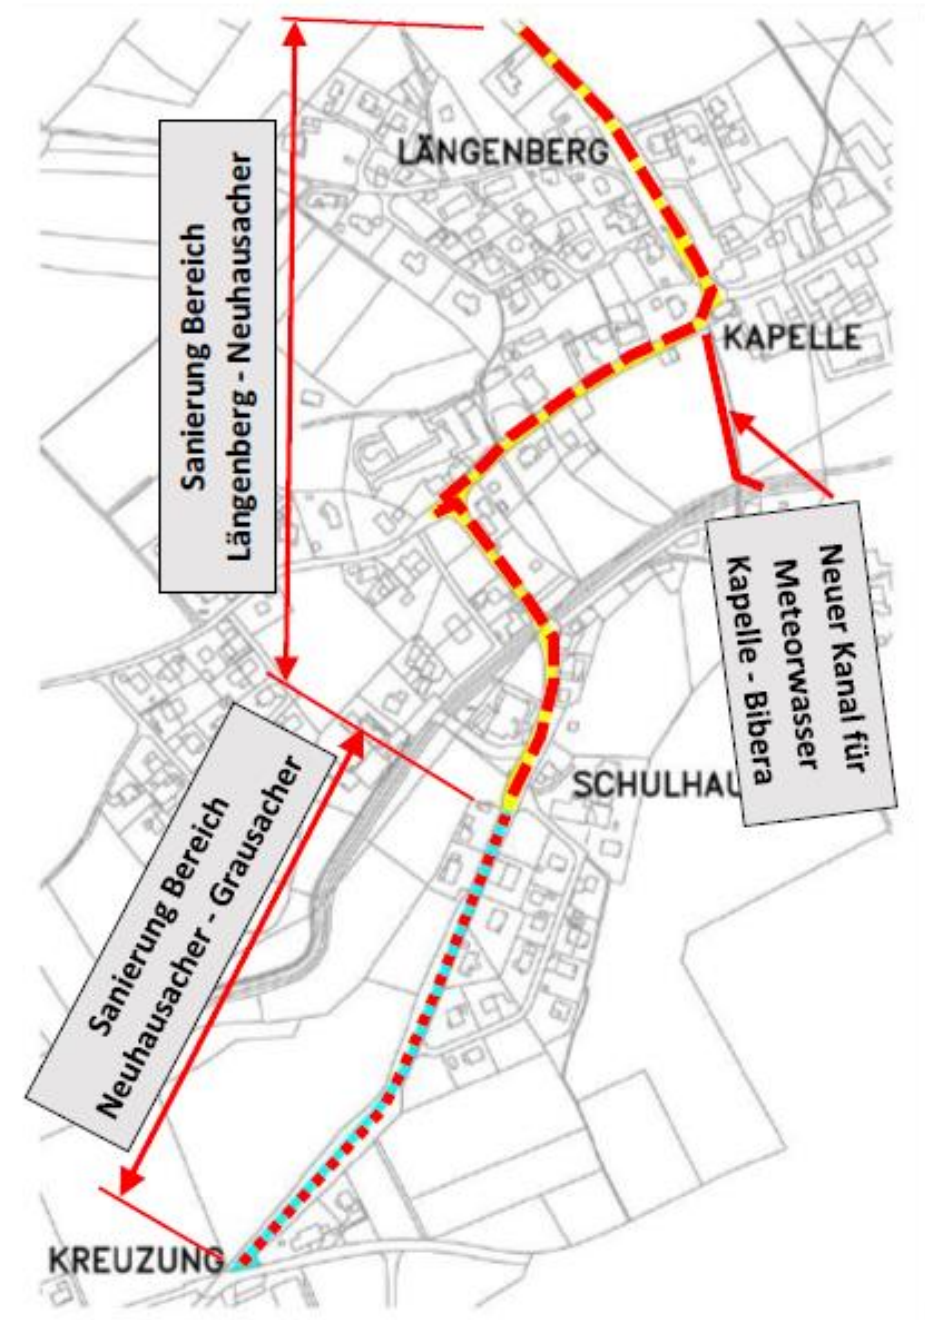 LÄNGENBERG
Sanierung Bereich
Längenberg - Neuhausacher
KAPELLE
Neuer Kanal für
Meteorwasser
Kapelle - Bibera
SCHULHAU
Sanierung Bereich
Neuhausacher - Grausacher
KREUZUNG